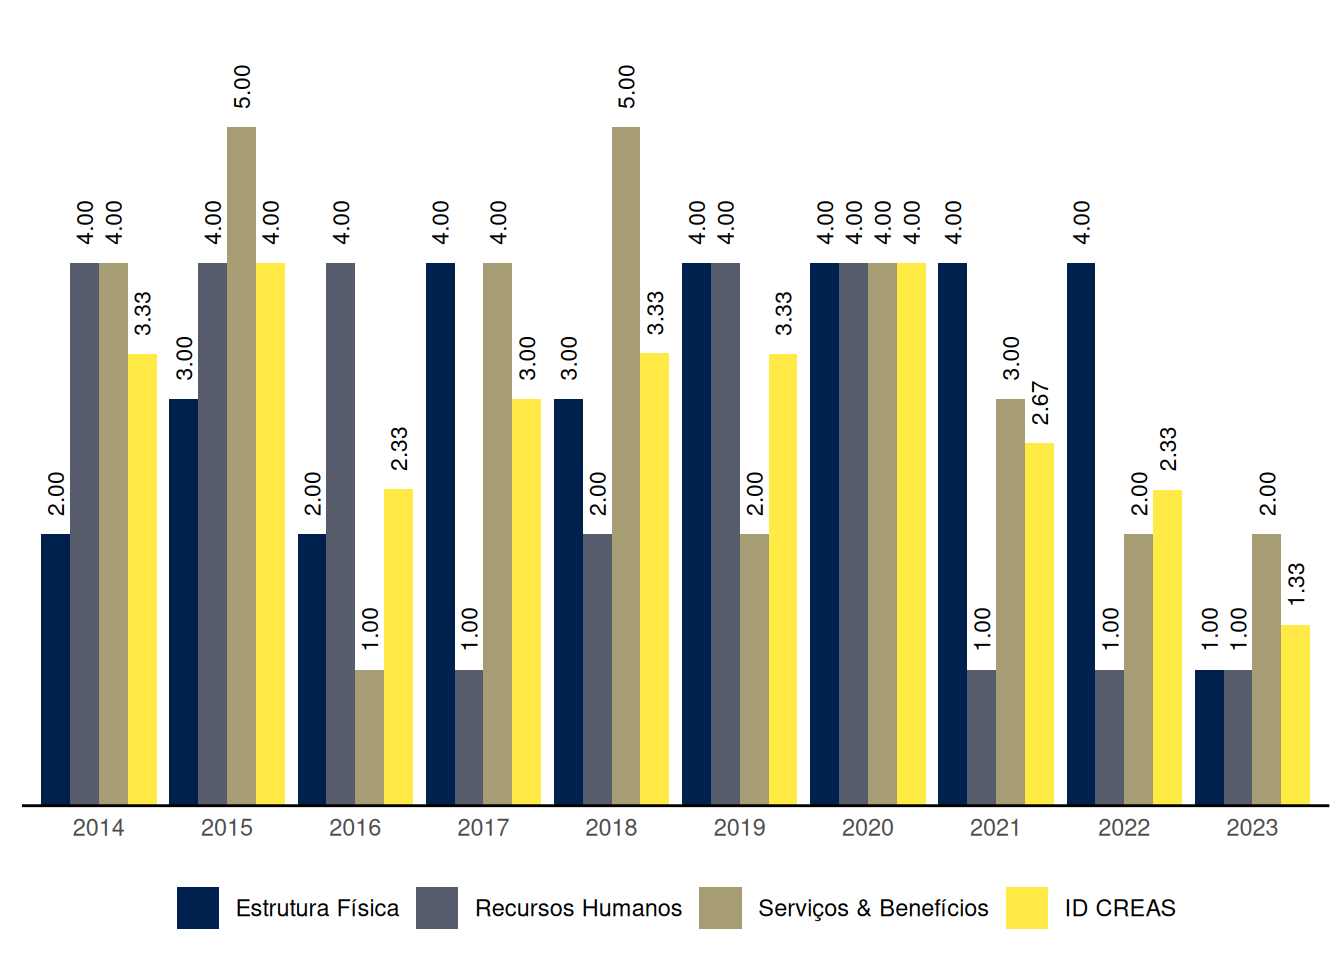 5.00 5.00
4.00 4.00 4.00 4.00 4.00 4.00 4.00 4.00 4.00 4.00 4.00 4.00 4.00 4.00 4.00
3.33 3.33 3.33
3.00 3.00 3.00 3.00
2.67
2.33 2.33
2.00 2.00 2.00 2.00 2.00 2.00
1.33
1.00 1.00 1.00 1.00 1.00 1.00
2014 2015 2016 2017 2018 2019 2020 2021 2022 2023
Estrutura Física Recursos Humanos Serviços & Benefícios ID CREAS